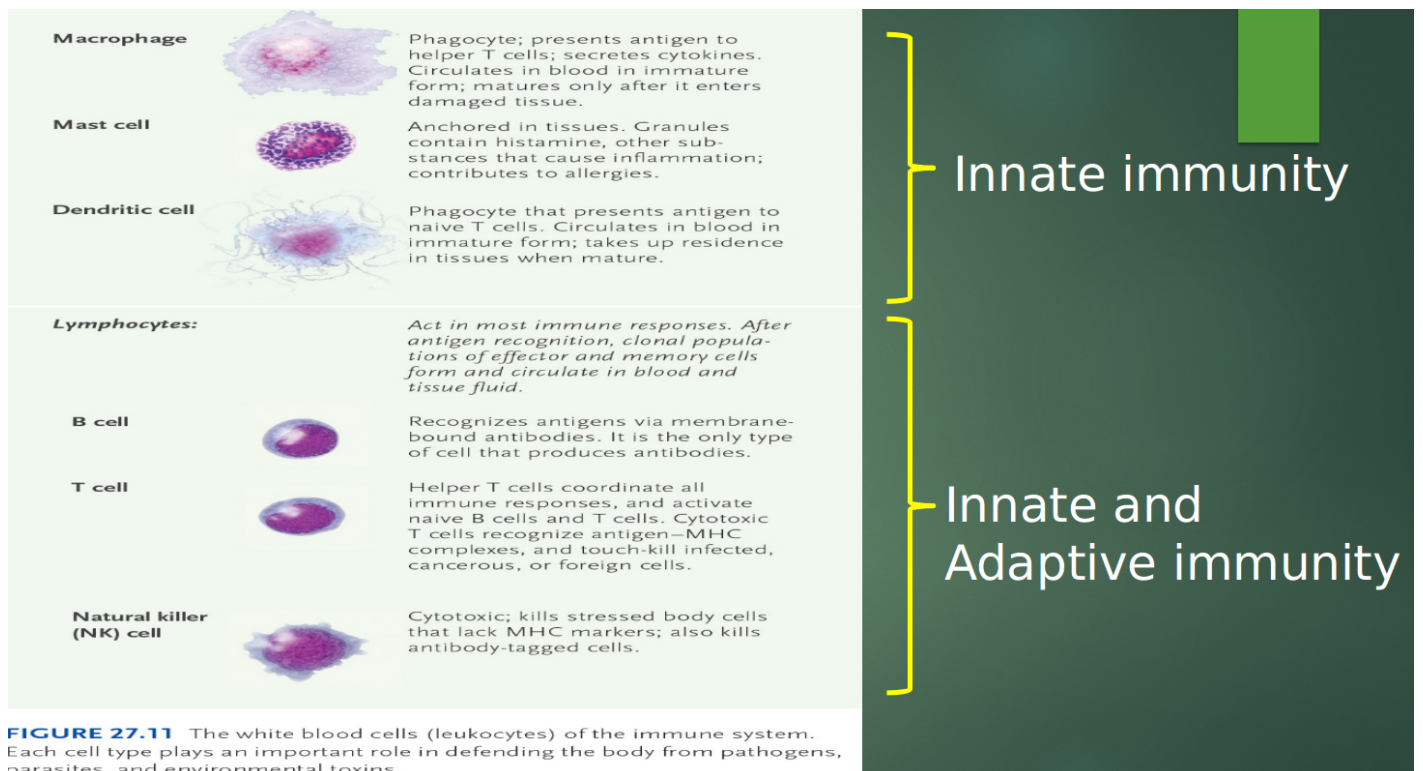 Macrophage
Phagocyte; presents antigen to
helper T cells; secretes cytokines.
Circulates in blood in immature
form; matures only after it enters
damaged tissue.
Mast cell
Anchored in tissues. Granules
contain histamine, other sub-
stances that cause inflammation;
contributes to allergies.
Dendritic cell
Phagocyte that presents antigen to
naive T cells. Circulates in blood in
immature form; takes up residence
in tissues when mature.
Innate immunity
Lymphocytes:
Act in most immune responses. After
antigen recognition, clonal popula-
tions of effector and memory cells
form and circulate in blood and
tissue fluid.
B cell
Recognizes antigens via membrane-
bound antibodies. It is the only type
of cell that produces antibodies.
T cell
Helper T cells coordinate all
immune responses, and activate
naive B cells and T cells. Cytotoxic
T cells recognize antigen–MHC
complexes, and touch-kill infected,
cancerous, or foreign cells.
Natural killer
(NK) cell
Cytotoxic; kills stressed body cells
that lack MHC markers; also kills
antibody-tagged cells.
Innate and
Adaptive immunity
FIGURE 27.11 The white blood cells (leukocytes) of the immune system.
Each cell type plays an important role in defending the body from pathogens,
parasites, and environmental toxins.